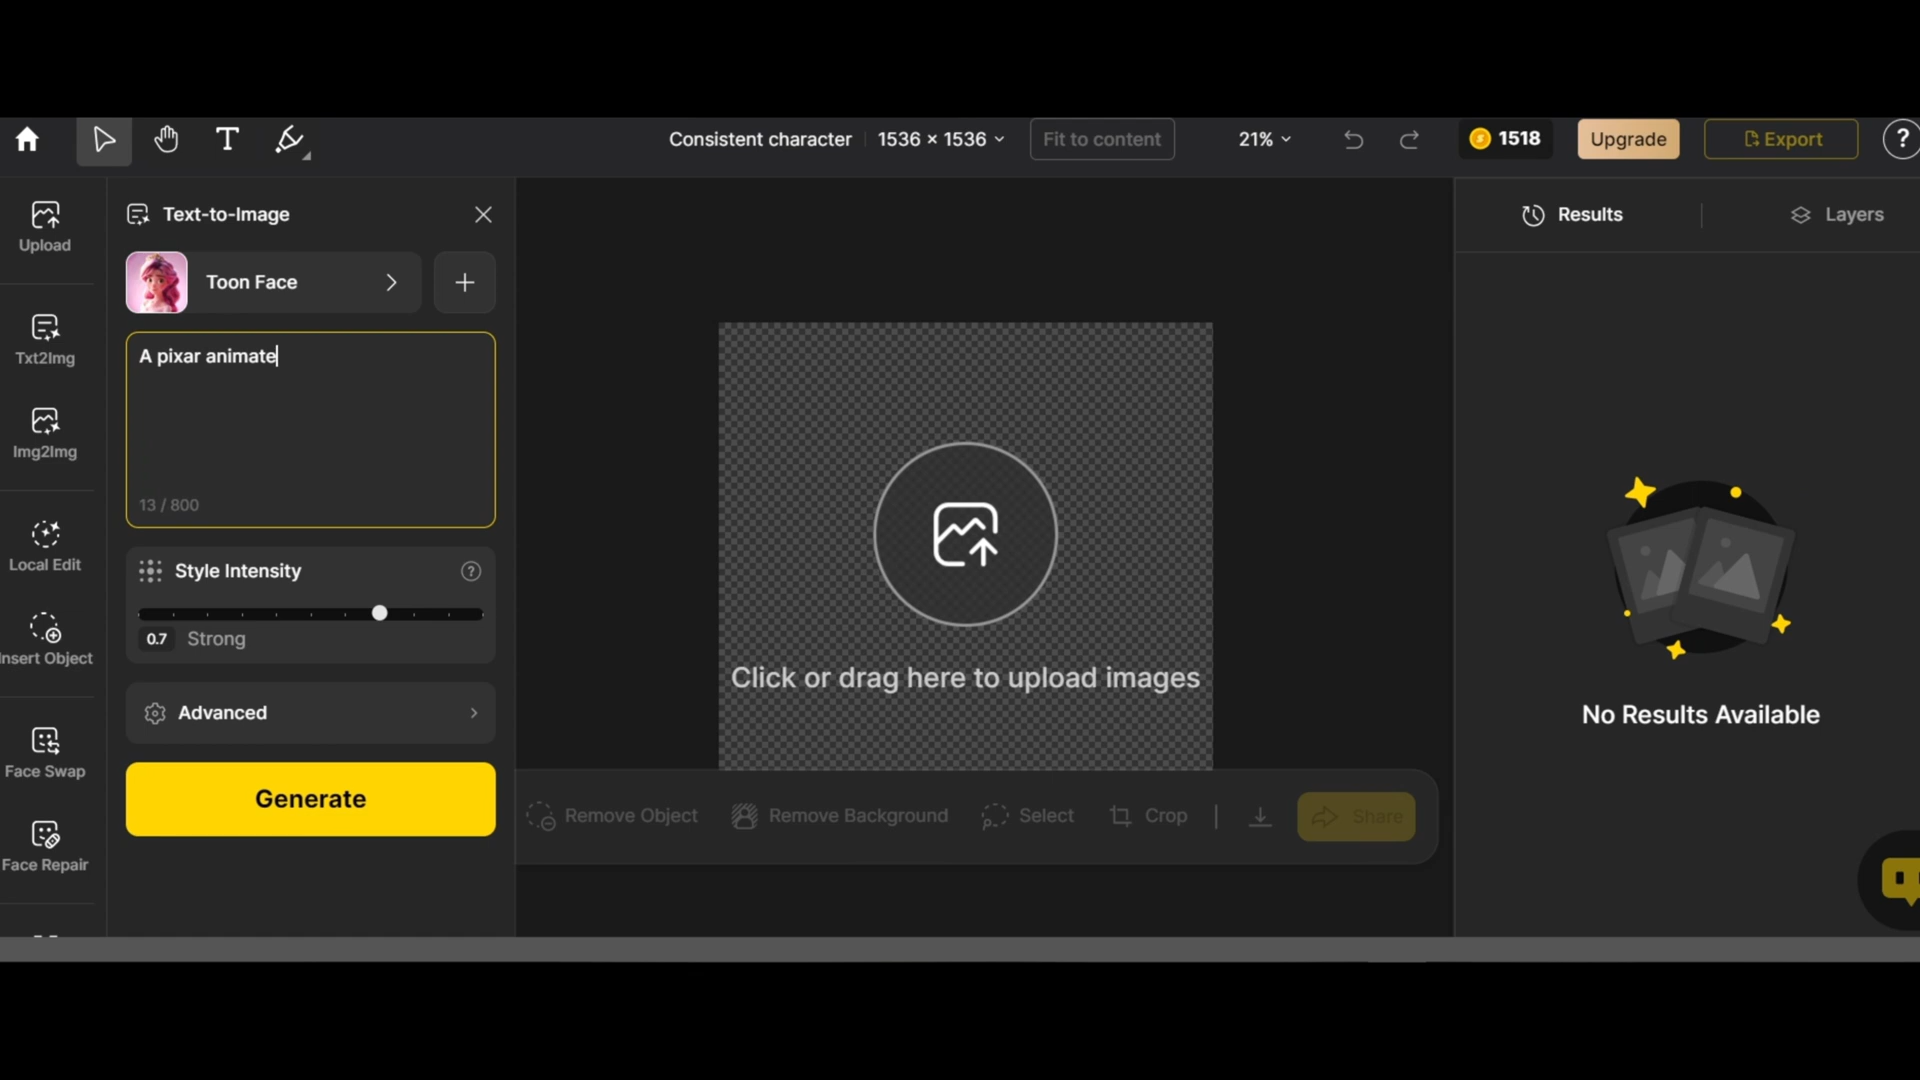 Consistent character
1536 × 1536
Fit to content
21%
1518
Upgrade
Export
?
Upload
Txt2Img
Img2Img
Local Edit
Insert Object
Face Swap
Face Repair
Text-to-Image
Toon Face
A pixar animate
13 / 800
Style Intensity
?
0.7 Strong
Advanced
Generate
Click or drag here to upload images
Remove Object
Remove Background
Select
Crop
Share
Results
Layers
No Results Available